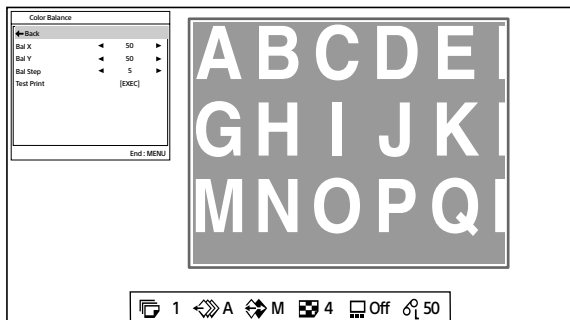 Color Balance
Back
Bal X 50
Bal Y 50
Bal Step 5
Test Print [EXEC]
End : MENU
A B C D E
G H I J K
M N O P Q
1 A M 4 Off 50